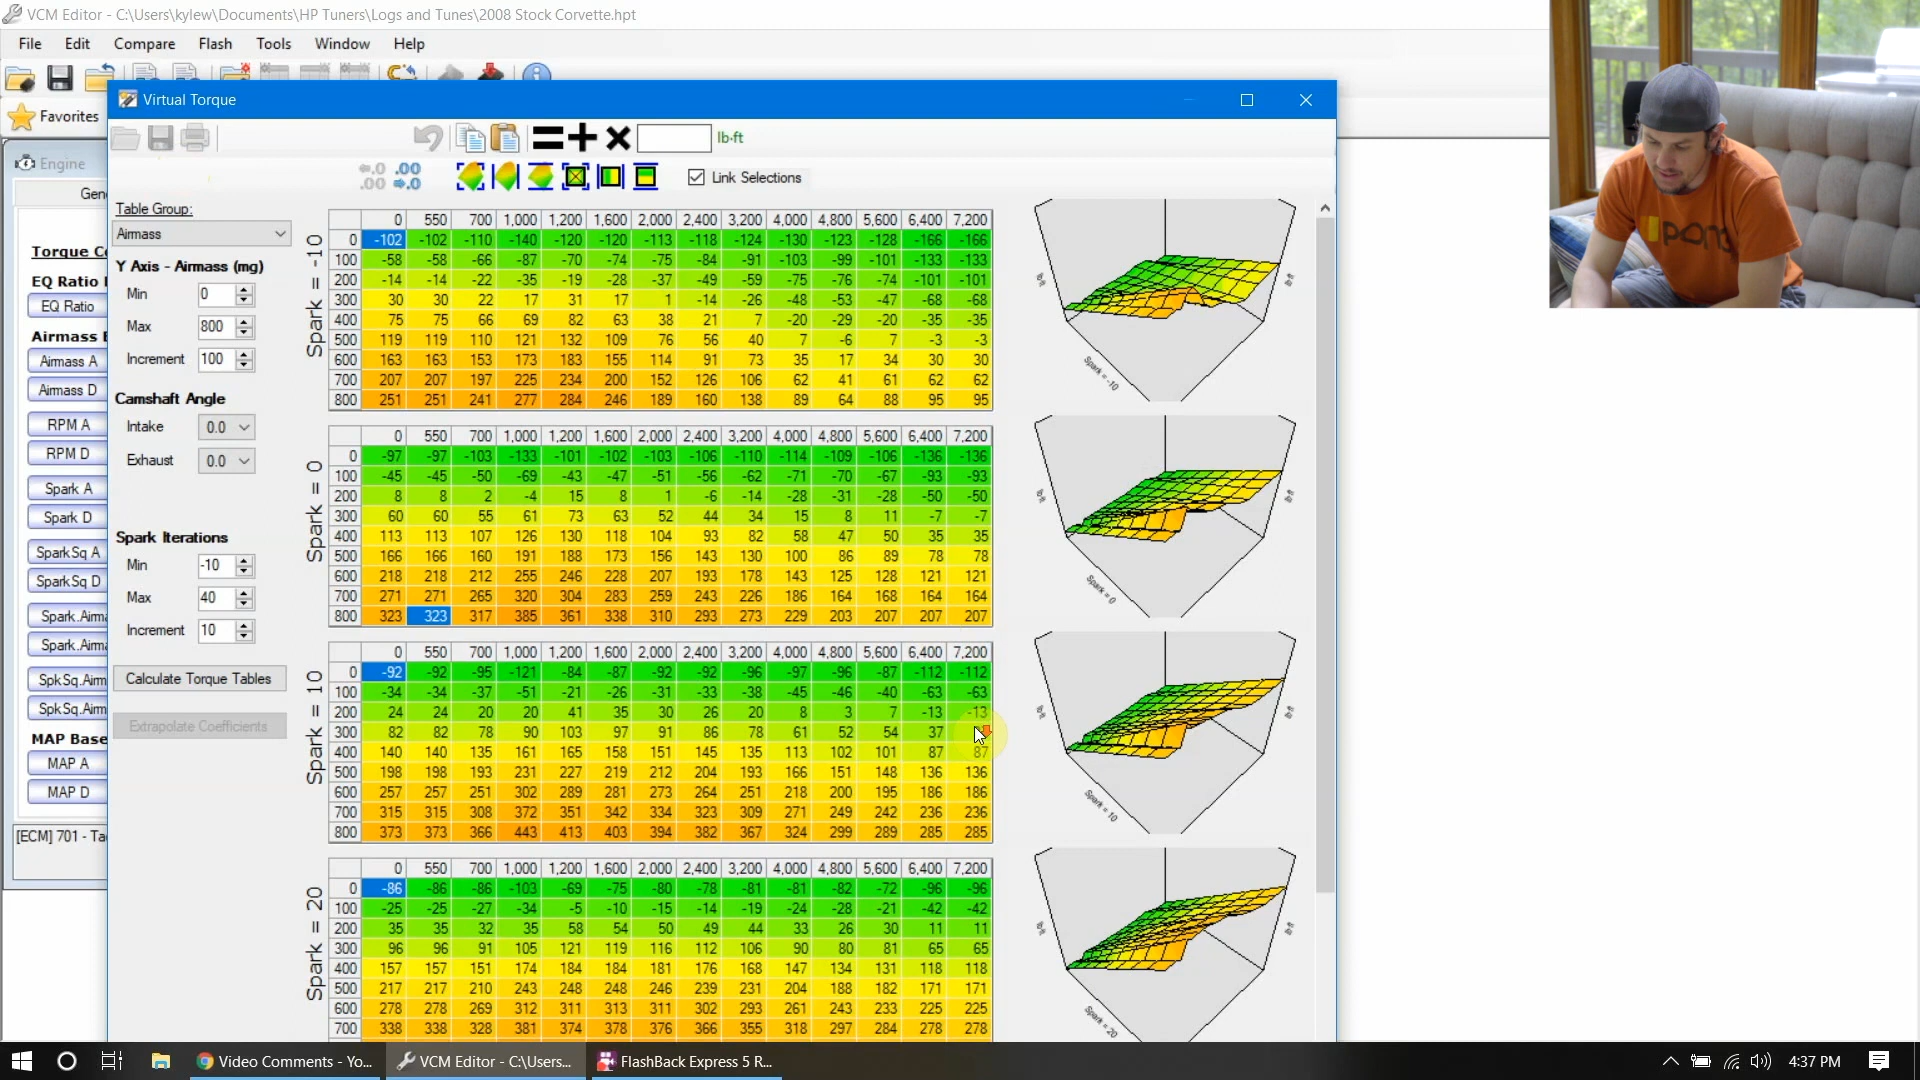 VCM Editor - C:\Users\kylew\Documents\HP Tuners\Logs and Tunes\2008 Stock Corvette.hpt
File Edit Compare Flash Tools Window Help
Favorites
Engine
Gen
Torque Co
EQ Ratio
EQ Ratio
Airmass
Airmass A
Airmass D
RPM A
RPM D
Spark A
Spark D
Spark Sq A
Spark Sq D
Spark.Airm
Spark.Airm
Spk Sq.Airm
Spk Sq.Airm
MAP Base
MAP A
MAP D
[ECM] 701 - Ta
Virtual Torque
lb·ft
Link Selections
Table Group:
Airmass
Y Axis - Airmass (mg)
Min 0
Max 800
Increment 100
Camshaft Angle
Intake 0.0
Exhaust 0.0
Spark Iterations
Min -10
Max 40
Increment 10
Calculate Torque Tables
Extrapolate Coefficients
Spark = -10
0 550 700 1,000 1,200 1,600 2,000 2,400 3,200 4,000 4,800 5,600 6,400 7,200
0 -102 -102 -110 -140 -120 -120 -113 -118 -124 -130 -123 -128 -166 -166
100 -58 -58 -66 -87 -70 -74 -75 -84 -91 -103 -99 -101 -133 -133
200 -14 -14 -22 -35 -19 -28 -37 -49 -59 -75 -76 -74 -101 -101
300 30 30 22 17 31 17 1 -14 -26 -48 -53 -47 -68 -68
400 75 75 66 69 82 63 38 21 7 -20 -29 -20 -35 -35
500 119 119 110 121 132 109 76 56 40 7 -6 7 -3 -3
600 163 163 153 173 183 155 114 91 73 35 17 34 30 30
700 207 207 197 225 234 200 152 126 106 62 41 61 62 62
800 251 251 241 277 284 246 189 160 138 89 64 88 95 95
Spark = -10
Spark = 0
0 550 700 1,000 1,200 1,600 2,000 2,400 3,200 4,000 4,800 5,600 6,400 7,200
0 -97 -97 -103 -133 -101 -102 -103 -106 -110 -114 -109 -106 -136 -136
100 -45 -45 -50 -69 -43 -47 -51 -56 -62 -71 -70 -67 -93 -93
200 8 8 2 -4 15 8 1 -6 -14 -28 -31 -28 -50 -50
300 60 60 55 61 73 63 52 44 34 15 8 11 -7 -7
400 113 113 107 126 130 118 104 93 82 58 47 50 35 35
500 166 166 160 191 188 173 156 143 130 100 86 89 78 78
600 218 218 212 255 246 228 207 193 178 143 125 128 121 121
700 271 271 265 320 304 283 259 243 226 186 164 168 164 164
800 323 323 317 385 361 338 310 293 273 229 203 207 207 207
Spark = 0
Spark = 10
0 550 700 1,000 1,200 1,600 2,000 2,400 3,200 4,000 4,800 5,600 6,400 7,200
0 -92 -92 -95 -121 -84 -87 -92 -92 -96 -97 -96 -87 -112 -112
100 -34 -34 -37 -51 -21 -26 -31 -33 -38 -45 -46 -40 -63 -63
200 24 24 20 20 41 35 30 26 20 8 3 7 -13 -13
300 82 82 78 90 103 97 91 86 78 61 52 54 37
400 140 140 135 161 165 158 151 145 135 113 102 101 87 87
500 198 198 193 231 227 219 212 204 193 166 151 148 136 136
600 257 257 251 302 289 281 273 264 251 218 200 195 186 186
700 315 315 308 372 351 342 334 323 309 271 249 242 236 236
800 373 373 366 443 413 403 394 382 367 324 299 289 285 285
Spark = 10
Spark = 20
0 550 700 1,000 1,200 1,600 2,000 2,400 3,200 4,000 4,800 5,600 6,400 7,200
0 -86 -86 -86 -103 -69 -75 -80 -78 -81 -81 -82 -72 -96 -96
100 -25 -25 -27 -34 -5 -10 -15 -14 -19 -24 -28 -21 -42 -42
200 35 35 32 35 58 54 50 49 44 33 26 30 11 11
300 96 96 91 105 121 119 116 112 106 90 80 81 65 65
400 157 157 151 174 184 184 181 176 168 147 134 131 118 118
500 217 217 210 243 248 248 246 239 231 204 188 182 171 171
600 278 278 269 312 311 313 311 302 293 261 243 233 225 225
700 338 338 328 381 374 378 376 366 355 318 297 284 278 278
Spark = 20
Video Comments - Yo...
VCM Editor - C:\Users...
FlashBack Express 5 R...
4:37 PM